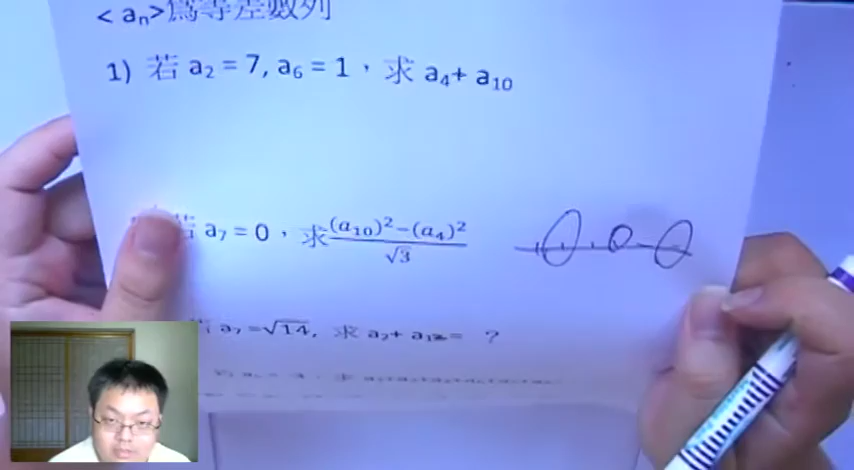 < aₙ>為等差數列
1) 若 a₂ = 7, a₆ = 1，求 a₄+ a₁₀
若 a₇ = 0，求 (a₁₀)²−(a₄)² / √3
若 a₇ =√14, 求 a₂+ a₁₂= ?